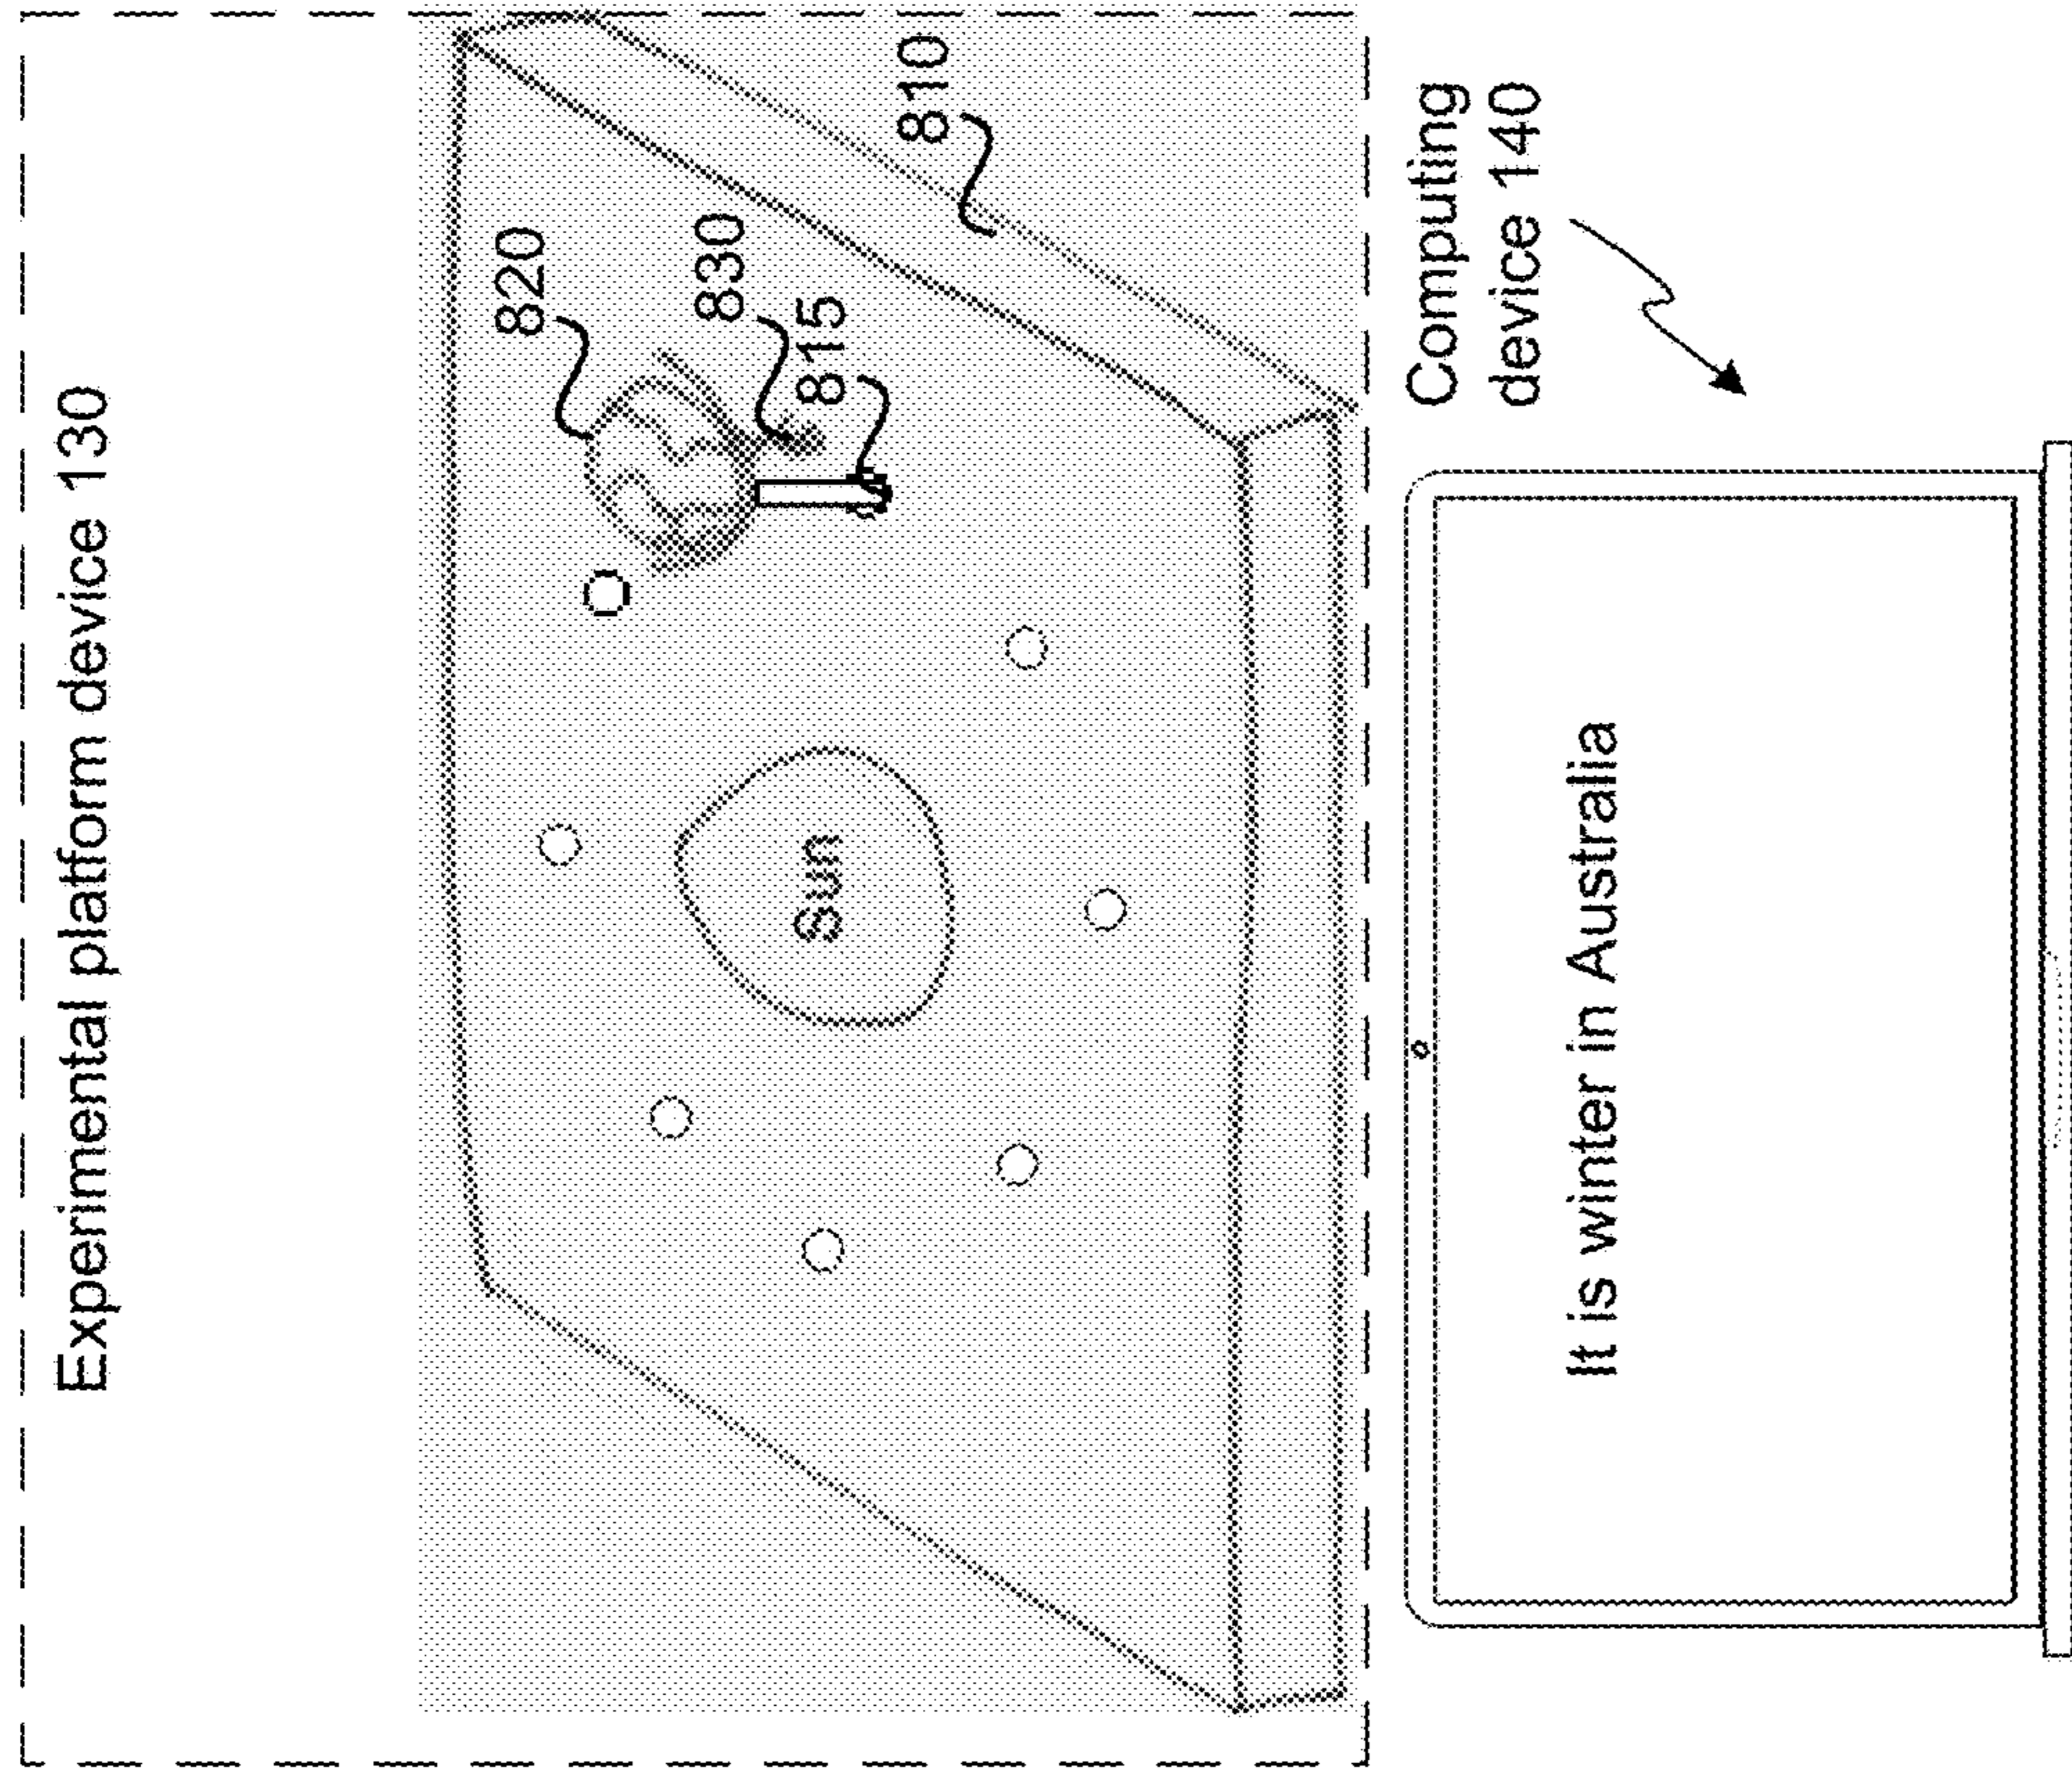 Experimental platform device 130
820
830
815
810
Sun
Computing
device 140
It is winter in Australia